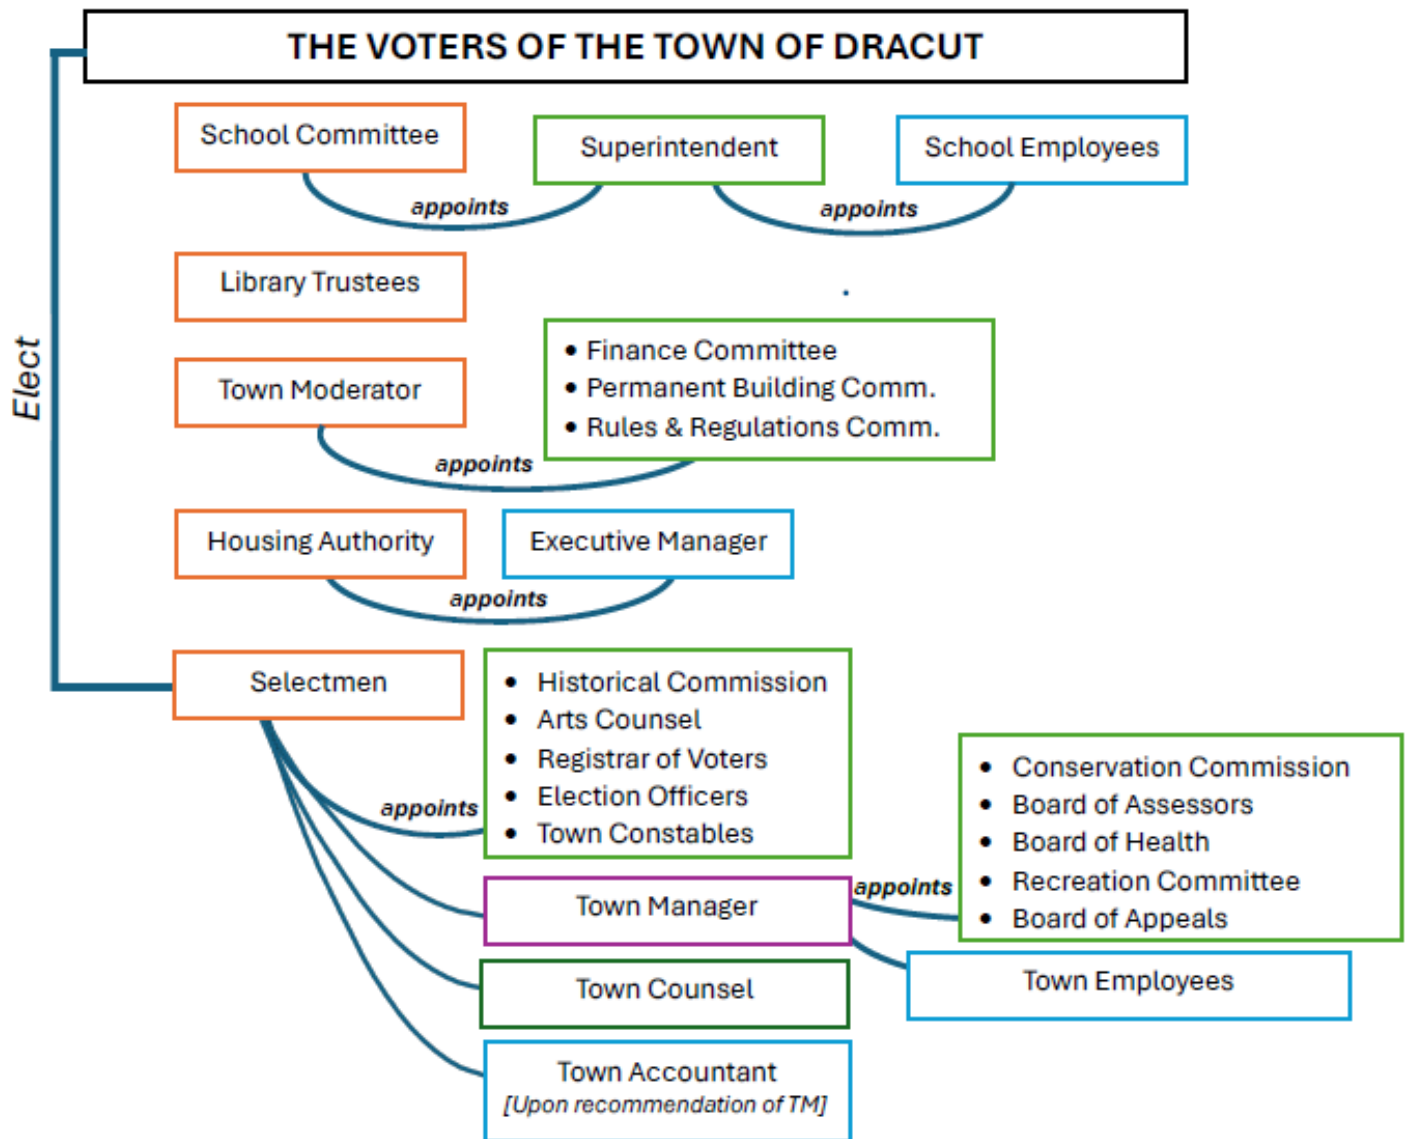 THE VOTERS OF THE TOWN OF DRACUT
Elect
School Committee
Superintendent
School Employees
appoints
appoints
Library Trustees
Town Moderator
• Finance Committee
• Permanent Building Comm.
• Rules & Regulations Comm.
appoints
Housing Authority
Executive Manager
appoints
Selectmen
• Historical Commission
• Arts Counsel
• Registrar of Voters
• Election Officers
• Town Constables
appoints
Town Manager
appoints
• Conservation Commission
• Board of Assessors
• Board of Health
• Recreation Committee
• Board of Appeals
Town Employees
Town Counsel
Town Accountant
[Upon recommendation of TM]